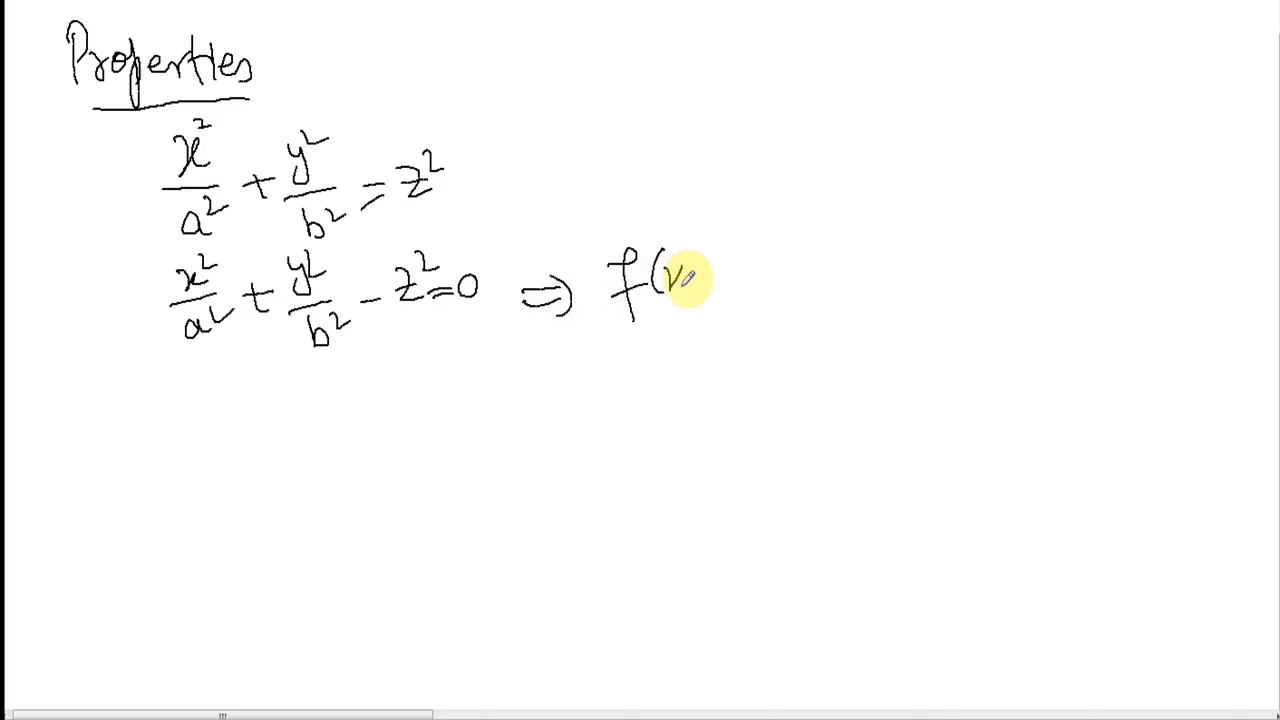 Properties
x²/a² + y²/b² = z²
x²/a² + y²/b² - z² = 0 ⇒ f(x